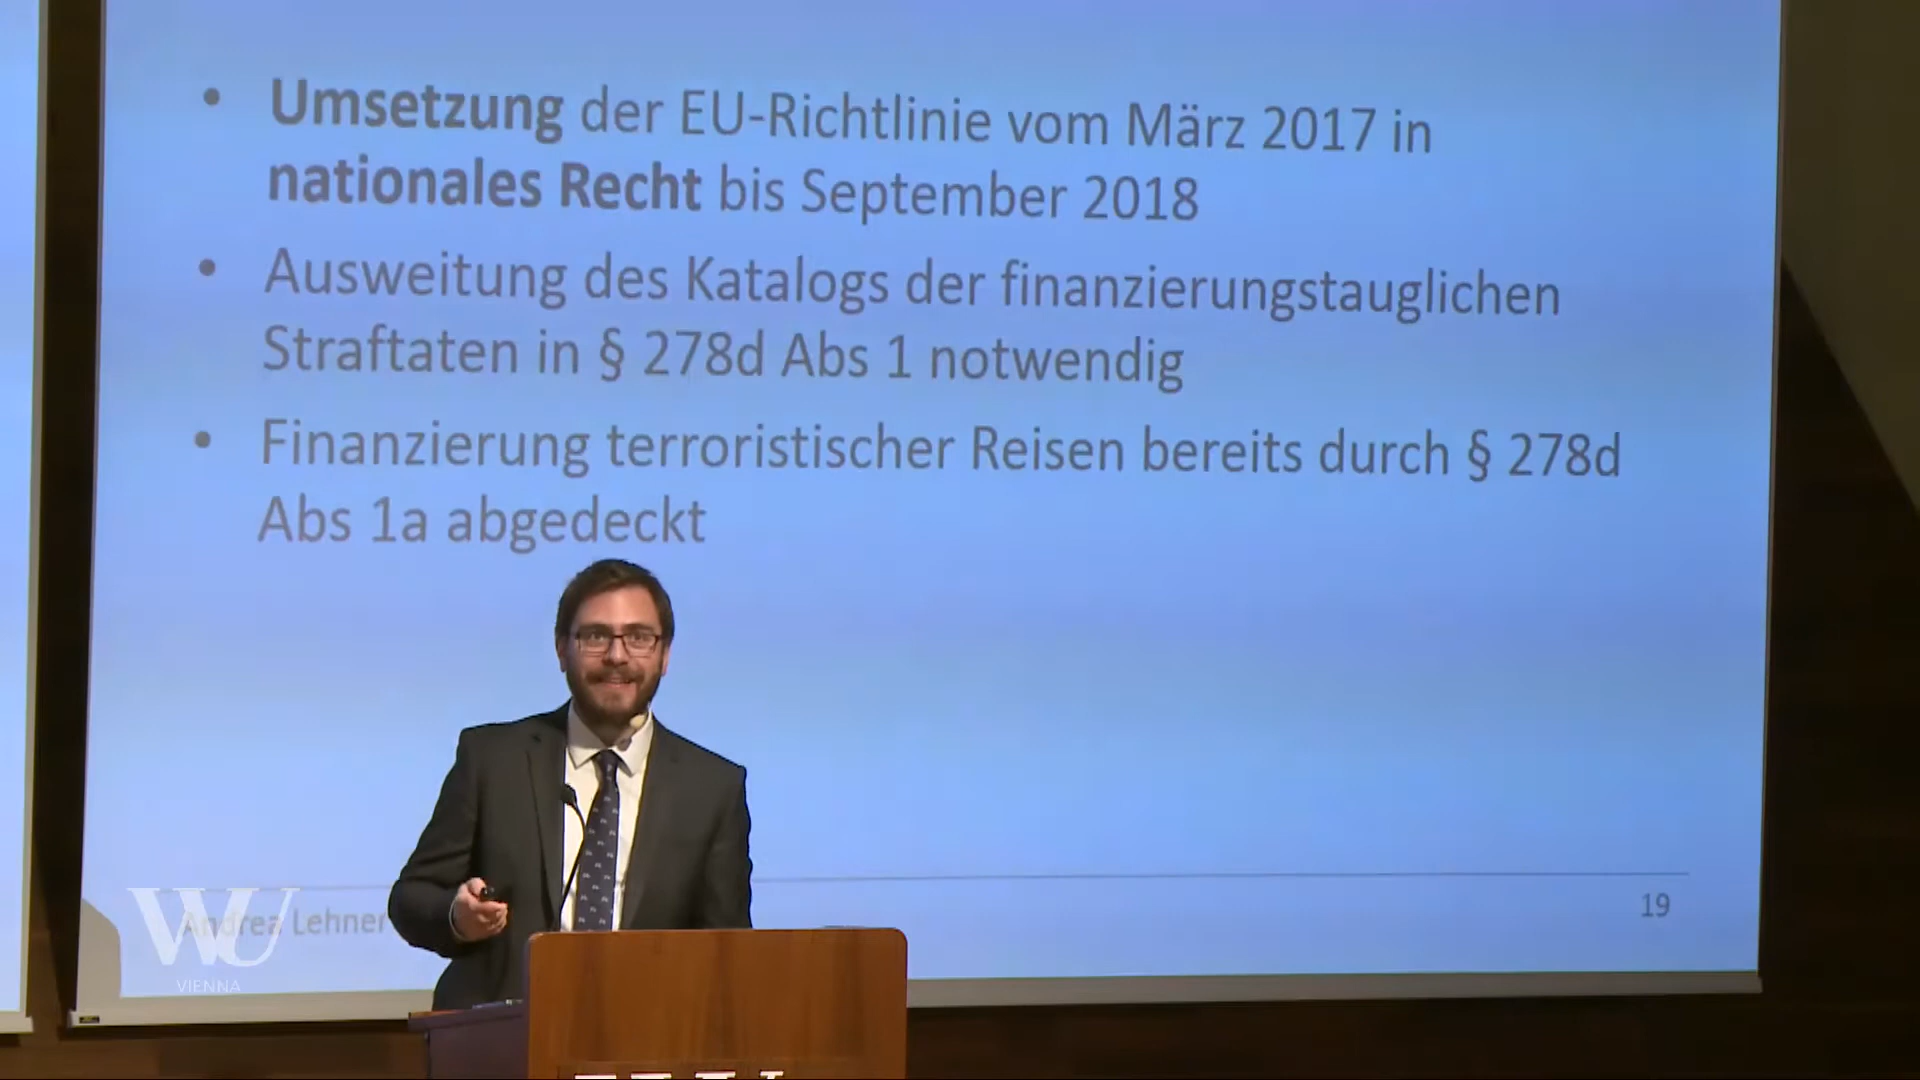 • Umsetzung der EU-Richtlinie vom März 2017 in
nationales Recht bis September 2018
• Ausweitung des Katalogs der finanzierungstauglichen
Straftaten in § 278d Abs 1 notwendig
• Finanzierung terroristischer Reisen bereits durch § 278d
Abs 1a abgedeckt
Andrea Lehner
19
WU
VIENNA